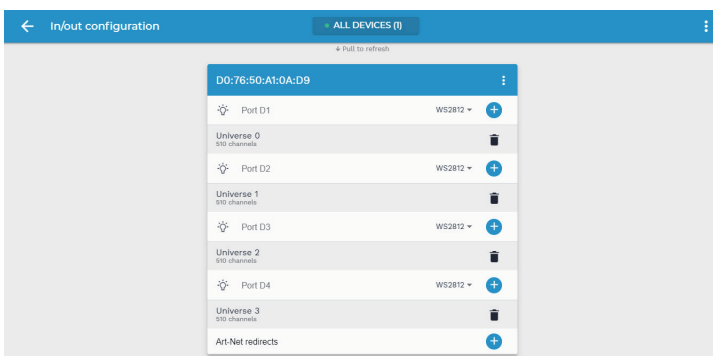 In/out configuration
ALL DEVICES (1)
Pull to refresh
D0:76:50:A1:0A:D9
Port D1 WS2812
Universe 0
510 channels
Port D2 WS2812
Universe 1
510 channels
Port D3 WS2812
Universe 2
510 channels
Port D4 WS2812
Universe 3
510 channels
Art-Net redirects